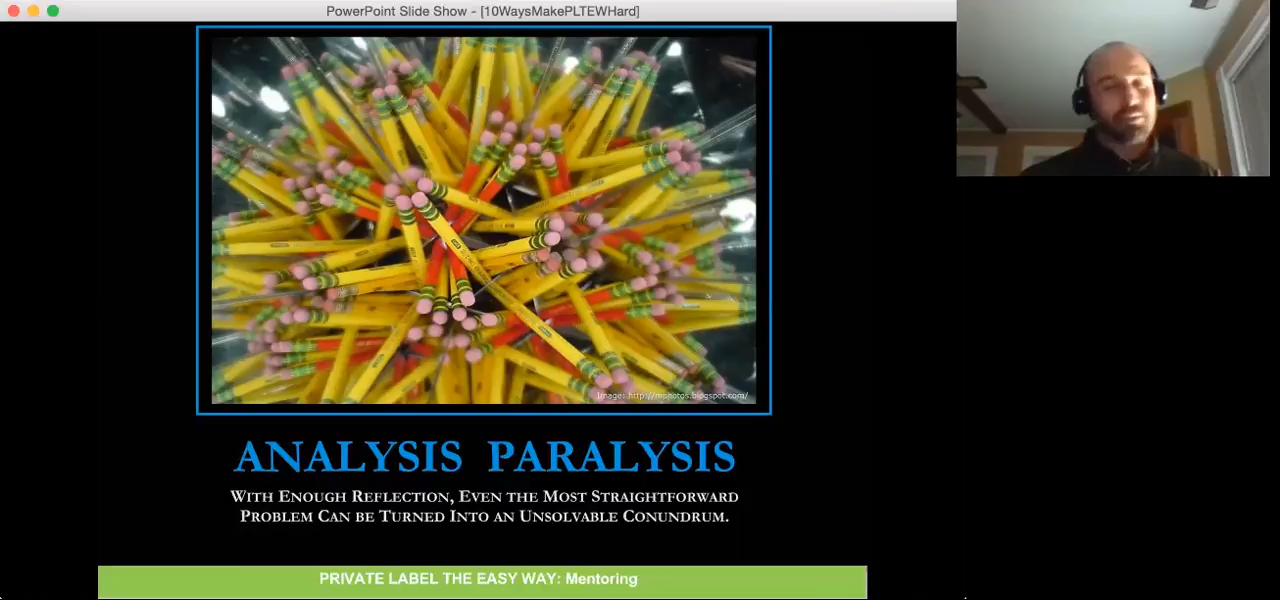 PowerPoint Slide Show - [10WaysMakePLTEWHard]
Image: http://mphotos.blogspot.com/
ANALYSIS PARALYSIS
WITH ENOUGH REFLECTION, EVEN THE MOST STRAIGHTFORWARD
PROBLEM CAN BE TURNED INTO AN UNSOLVABLE CONUNDRUM.
PRIVATE LABEL THE EASY WAY: Mentoring